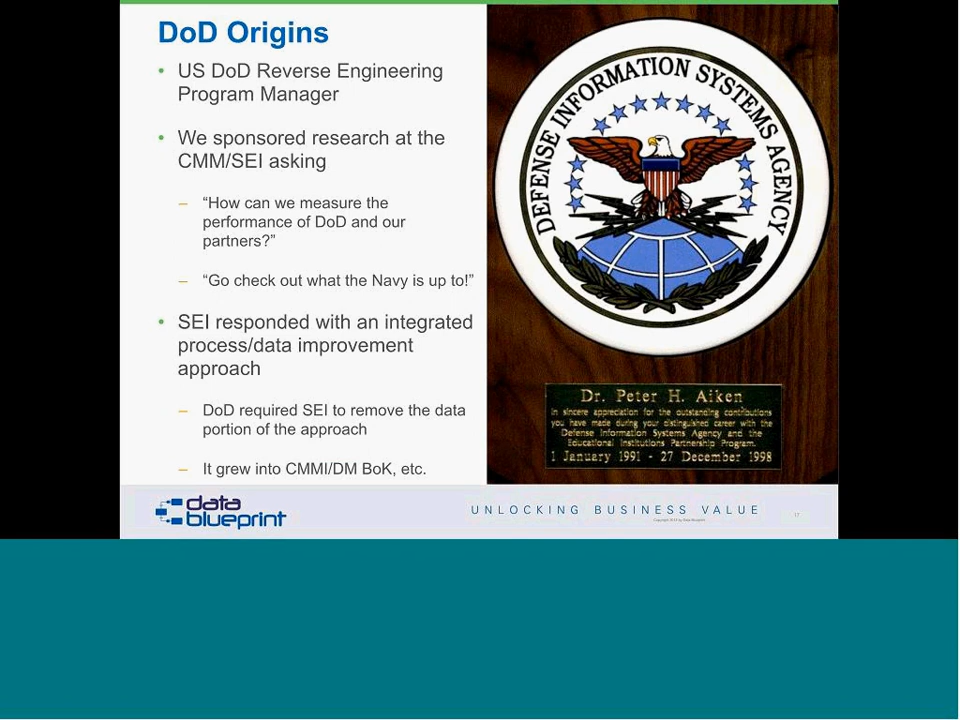 DoD Origins
• US DoD Reverse Engineering
Program Manager
• We sponsored research at the
CMM/SEI asking
– “How can we measure the
performance of DoD and our
partners?”
– “Go check out what the Navy is up to!”
• SEI responded with an integrated
process/data improvement
approach
– DoD required SEI to remove the data
portion of the approach
– It grew into CMMI/DM BoK, etc.
DEFENSE INFORMATION SYSTEMS AGENCY
Dr. Peter H. Aiken
In sincere appreciation for the outstanding contributions
you have made during your distinguished career with the
Defense Information Systems Agency and the
Educational Institutions Partnership Program.
1 January 1991 - 27 December 1998
data
blueprint
UNLOCKING BUSINESS VALUE